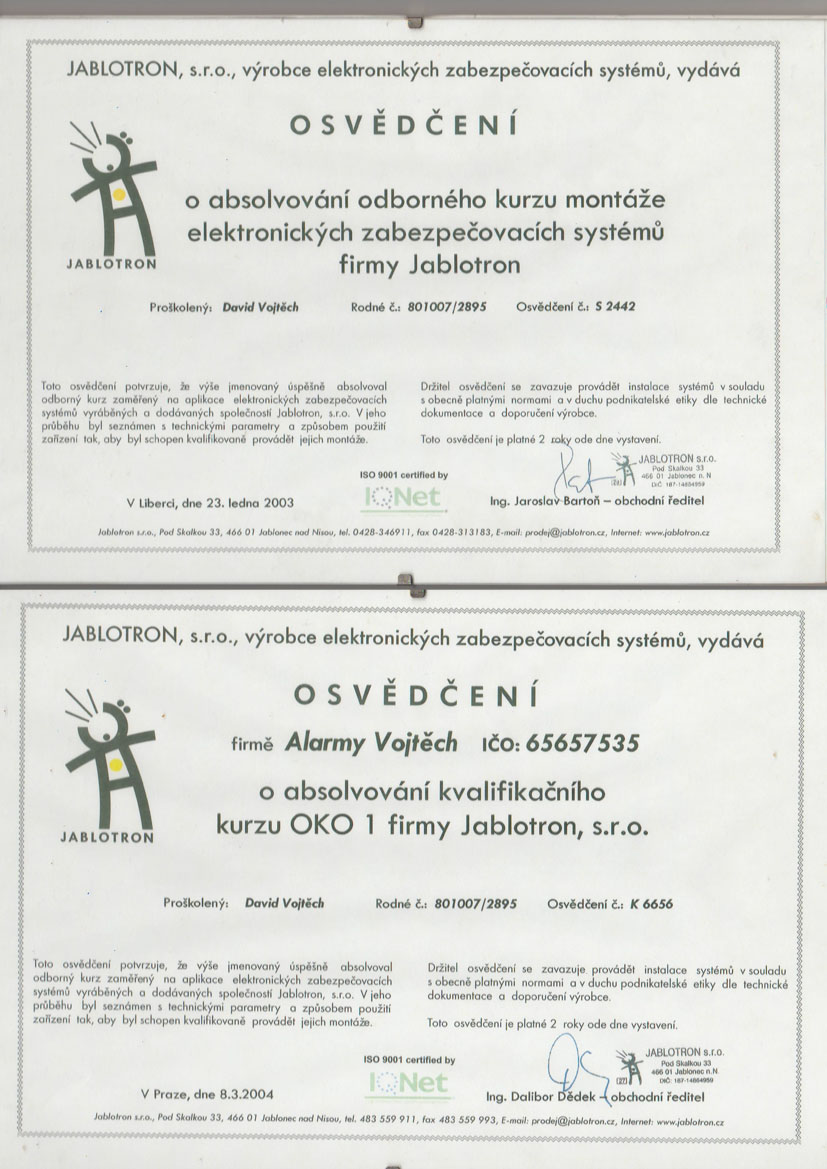 JABLOTRON, s.r.o., výrobce elektronických zabezpečovacích systémů, vydává
OSVĚDČENÍ
JABLOTRON
o absolvování odborného kurzu montáže
elektronických zabezpečovacích systémů
firmy Jablotron
Proškolený: David Vojtěch Rodné č.: 801007/2895 Osvědčení č.: S 2442
Toto osvědčení potvrzuje, že výše jmenovaný úspěšně absolvoval
odborný kurz zaměřený na aplikace elektronických zabezpečovacích
systémů vyráběných a dodávaných společností Jablotron, s.r.o. V jeho
průběhu byl seznámen s technickými parametry a způsobem použití
zařízení tak, aby byl schopen kvalifikovaně provádět jejich montáže.
Držitel osvědčení se zavazuje provádět instalace systémů v souladu
s obecně platnými normami a v duchu podnikatelské etiky dle technické
dokumentace a doporučení výrobce.
Toto osvědčení je platné 2 roky ode dne vystavení.
JABLOTRON s.r.o.
Pod Skalkou 33
466 01 Jablonec n. N
DIČ: 187-14864959
ISO 9001 certified by
IQNet
V Liberci, dne 23. ledna 2003
Ing. Jaroslav Bartoň – obchodní ředitel
Jablotron s.r.o., Pod Skalkou 33, 466 01 Jablonec nad Nisou, tel. 0428-346911, fax 0428-313183, E-mail: prodej@jablotron.cz, Internet: www.jablotron.cz
JABLOTRON, s.r.o., výrobce elektronických zabezpečovacích systémů, vydává
OSVĚDČENÍ
firmě Alarmy Vojtěch IČO: 65657535
JABLOTRON
o absolvování kvalifikačního
kurzu OKO 1 firmy Jablotron, s.r.o.
Proškolený: David Vojtěch Rodné č.: 801007/2895 Osvědčení č.: K 6656
Toto osvědčení potvrzuje, že výše jmenovaný úspěšně absolvoval
odborný kurz zaměřený na aplikace elektronických zabezpečovacích
systémů vyráběných a dodávaných společností Jablotron, s.r.o. V jeho
průběhu byl seznámen s technickými parametry a způsobem použití
zařízení tak, aby byl schopen kvalifikovaně provádět jejich montáže.
Držitel osvědčení se zavazuje provádět instalace systémů v souladu
s obecně platnými normami a v duchu podnikatelské etiky dle technické
dokumentace a doporučení výrobce.
Toto osvědčení je platné 2 roky ode dne vystavení.
JABLOTRON s.r.o.
Pod Skalkou 33
466 01 Jablonec n.N
(27) DIČ: 187-14864959
ISO 9001 certified by
IQNet
V Praze, dne 8.3.2004
Ing. Dalibor Dědek – obchodní ředitel
Jablotron s.r.o., Pod Skalkou 33, 466 01 Jablonec nad Nisou, tel. 483 559 911, fax 483 559 993, E-mail: prodej@jablotron.cz, Internet: www.jablotron.cz